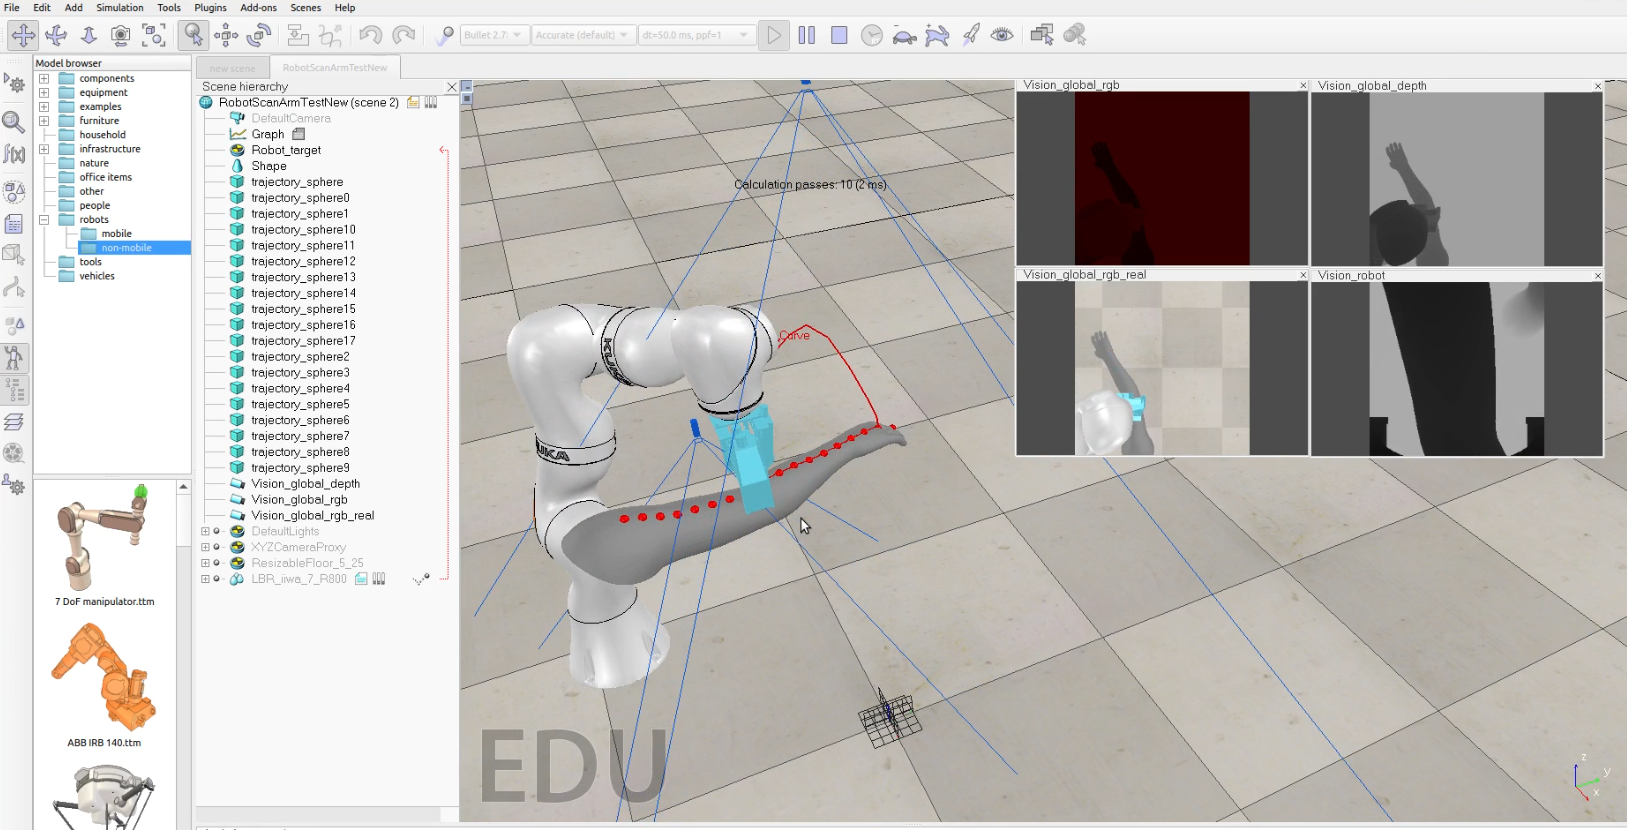 File Edit Add Simulation Tools Plugins Add-ons Scenes Help
Bullet 2.7 Accurate (default) dt=50.0 ms, ppf=1
Model browser
components
equipment
examples
furniture
household
infrastructure
nature
office items
other
people
robots
mobile
non-mobile
tools
vehicles
7 DoF manipulator.ttm
ABB IRB 140.ttm
new scene RobotScanArmTestNew
Scene hierarchy
RobotScanArmTestNew (scene 2)
DefaultCamera
Graph
Robot_target
Shape
trajectory_sphere
trajectory_sphere0
trajectory_sphere1
trajectory_sphere10
trajectory_sphere11
trajectory_sphere12
trajectory_sphere13
trajectory_sphere14
trajectory_sphere15
trajectory_sphere16
trajectory_sphere17
trajectory_sphere2
trajectory_sphere3
trajectory_sphere4
trajectory_sphere5
trajectory_sphere6
trajectory_sphere7
trajectory_sphere8
trajectory_sphere9
Vision_global_depth
Vision_global_rgb
Vision_global_rgb_real
DefaultLights
XYZCameraProxy
ResizableFloor_5_25
LBR_iiwa_7_R800
Calculation passes: 10 (2 ms)
Curve
KUKA
UKA
EDU
Vision_global_rgb
Vision_global_depth
Vision_global_rgb_real
Vision_robot
z
y
x